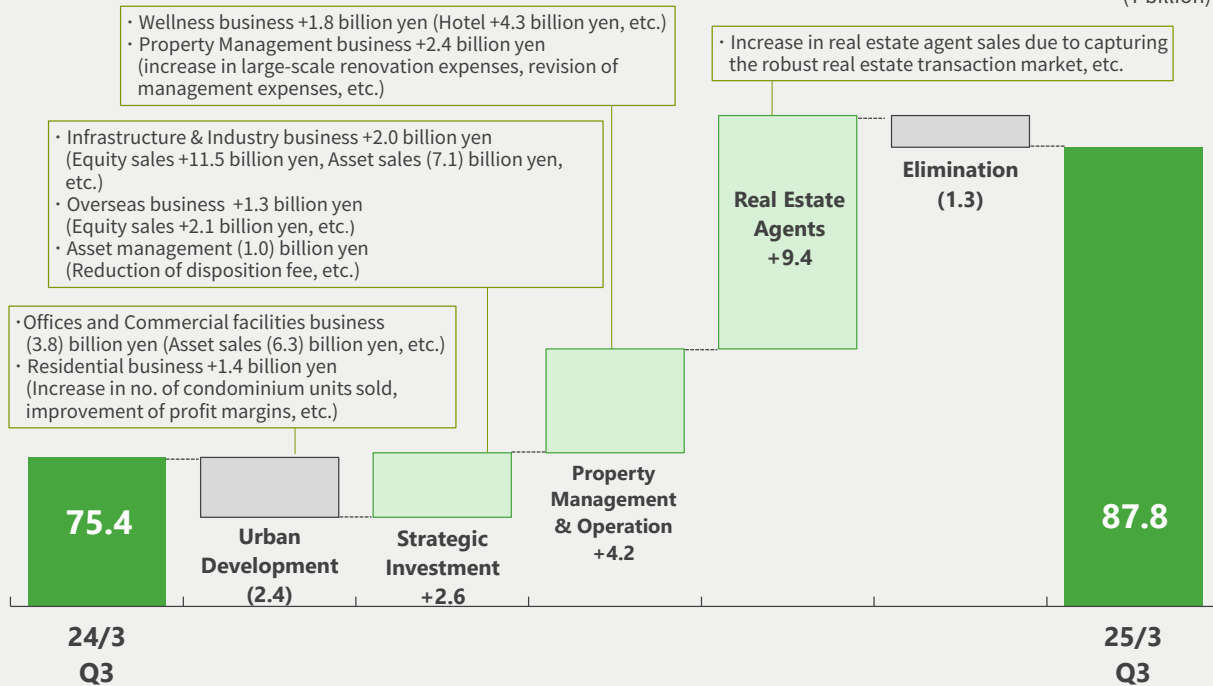 (¥ billion)
· Wellness business +1.8 billion yen (Hotel +4.3 billion yen, etc.)
· Property Management business +2.4 billion yen
(increase in large-scale renovation expenses, revision of
management expenses, etc.)
· Increase in real estate agent sales due to capturing
the robust real estate transaction market, etc.
· Infrastructure & Industry business +2.0 billion yen
(Equity sales +11.5 billion yen, Asset sales (7.1) billion yen,
etc.)
· Overseas business +1.3 billion yen
(Equity sales +2.1 billion yen, etc.)
· Asset management (1.0) billion yen
(Reduction of disposition fee, etc.)
·Offices and Commercial facilities business
(3.8) billion yen (Asset sales (6.3) billion yen, etc.)
· Residential business +1.4 billion yen
(Increase in no. of condominium units sold,
improvement of profit margins, etc.)
75.4
Urban
Development
(2.4)
Strategic
Investment
+2.6
Property
Management
& Operation
+4.2
Real Estate
Agents
+9.4
Elimination
(1.3)
87.8
24/3
Q3
25/3
Q3